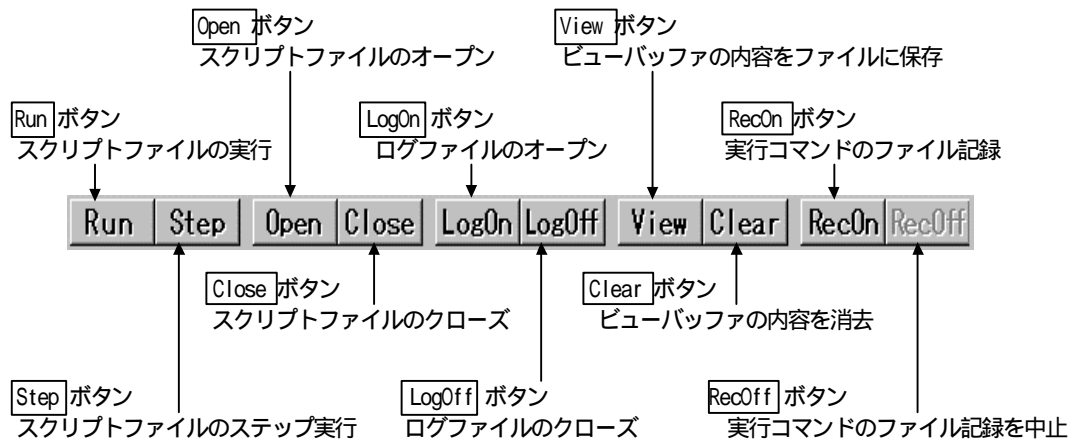 Open ボタン
スクリプトファイルのオープン
View ボタン
ビューバッファの内容をファイルに保存
Run ボタン
スクリプトファイルの実行
LogOn ボタン
ログファイルのオープン
RecOn ボタン
実行コマンドのファイル記録
Run Step Open Close LogOn LogOff View Clear RecOn RecOff
Close ボタン
スクリプトファイルのクローズ
Clear ボタン
ビューバッファの内容を消去
Step ボタン
スクリプトファイルのステップ実行
LogOff ボタン
ログファイルのクローズ
RecOff ボタン
実行コマンドのファイル記録を中止